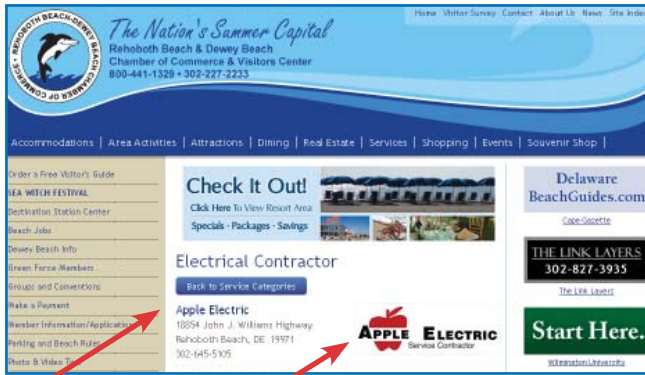 Home Visitor Survey Contact About Us News Site Index
REHOBOTH BEACH-DEWEY BEACH CHAMBER OF COMMERCE
The Nation's Summer Capital
Rehoboth Beach & Dewey Beach
Chamber of Commerce & Visitors Center
800-441-1329 • 302-227-2233
Accommodations | Area Activities | Attractions | Dining | Real Estate | Services | Shopping | Events | Souvenir Shop |
Order a Free Visitor's Guide
SEA WITCH FESTIVAL
Destination Station Center
Beach Jobs
Dewey Beach Info
Green Force Members
Groups and Conventions
Make a Payment
Member Information/Application
Parking and Beach Rules
Photo & Video Tour
Check It Out!
Click Here To View Resort Area
Specials - Packages - Savings
Electrical Contractor
Back to Service Categories
Apple Electric
18854 John J. Williams Highway
Rehoboth Beach, DE 19971
302-645-5105
APPLE ELECTRIC
Service Contractor
Delaware
BeachGuides.com
Cape Gazette
THE LINK LAYERS
302-827-3935
The Link Layers
Start Here.
Wilmington University